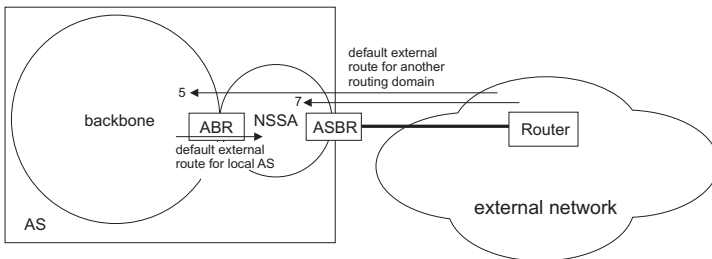 default external
route for another
routing domain
5
7
backbone
ABR
NSSA
ASBR
Router
default external
route for local AS
external network
AS